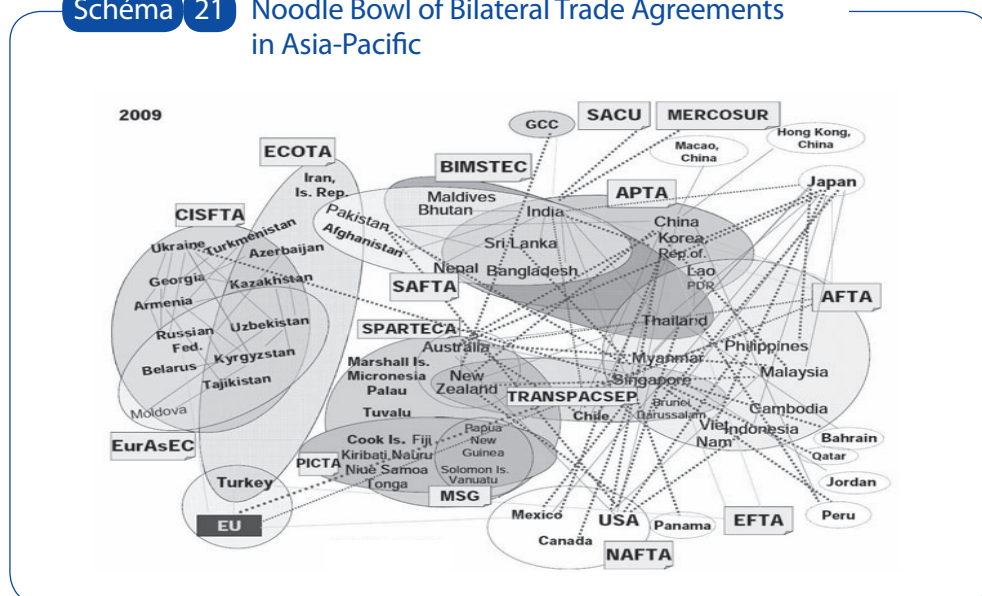 Schéma 21 Noodle Bowl of Bilateral Trade Agreements
in Asia-Pacific
2009
GCC
SACU
MERCOSUR
Macao,
China
Hong Kong,
China
ECOTA
Iran,
Is. Rep.
BIMSTEC
Maldives
Bhutan
India
APTA
Japan
CISFTA
Pakistan
Afghanistan
China
Korea,
Rep.of.
Sri Lanka
Ukraine
Turkmenistan
Azerbaijan
Georgia
Kazakhstan
Nepal
Bangladesh
Lao
PDR
SAFTA
AFTA
Armenia
Russian
Fed.
Uzbekistan
SPARTECA
Thailand
Australia
Philippines
Belarus
Kyrgyzstan
Marshall Is.
Micronesia
Palau
Myanmar
Malaysia
Tajikistan
New
Zealand
Singapore
TRANSPACSEP
Moldova
Tuvalu
Chile
Brunei
Darussalam
Cambodia
Viet
Nam
Indonesia
EurAsEC
Cook Is. Fiji
Kiribati Nauru
Niue Samoa
Tonga
Papua
New
Guinea
Solomon Is.
Vanuatu
PICTA
MSG
Bahrain
Qatar
Jordan
Turkey
EU
Mexico
USA
Canada
Panama
EFTA
Peru
NAFTA